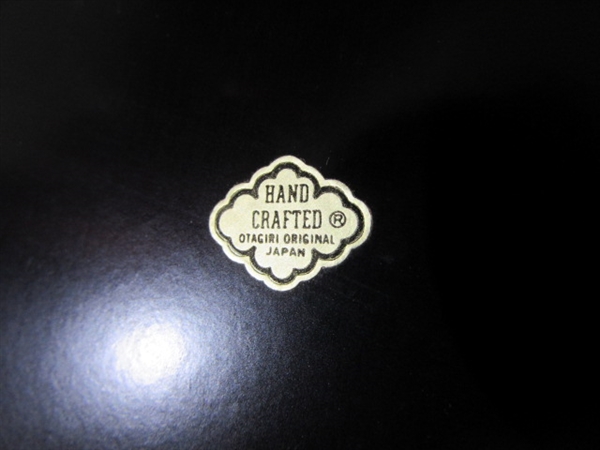 HAND
CRAFTED ®
OTAGIRI ORIGINAL
JAPAN